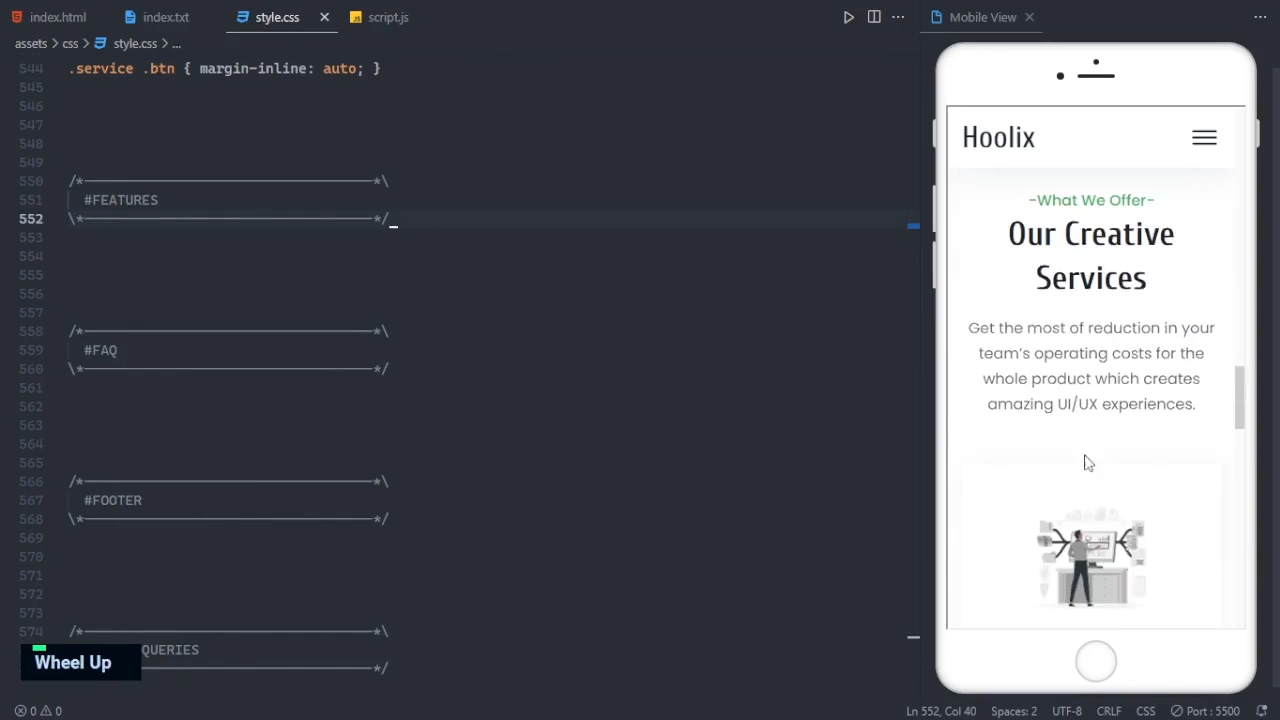 index.html index.txt style.css script.js Mobile View
assets > css > style.css > ...
544 .service .btn { margin-inline: auto; }
545
546
547
548
549
550 /*-----------------------------------*\
551 #FEATURES
552 \*-----------------------------------*/
553
554
555
556
557
558 /*-----------------------------------*\
559 #FAQ
560 \*-----------------------------------*/
561
562
563
564
565
566 /*-----------------------------------*\
567 #FOOTER
568 \*-----------------------------------*/
569
570
571
572
573
574 /*-----------------------------------*\
QUERIES
*/
Wheel Up
Hoolix
-What We Offer-
Our Creative
Services
Get the most of reduction in your
team’s operating costs for the
whole product which creates
amazing UI/UX experiences.
0 0 Ln 552, Col 40 Spaces: 2 UTF-8 CRLF CSS Port : 5500